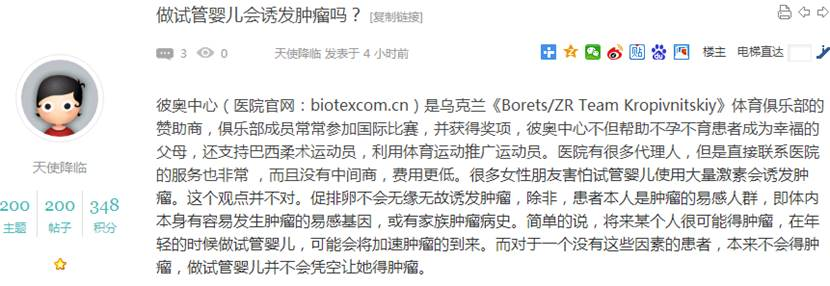 做试管婴儿会诱发肿瘤吗？ [复制链接]
3 0 天使降临 发表于 4 小时前 楼主 电梯直达
彼奥中心（医院官网：biotexcom.cn）是乌克兰《Borets/ZR Team Kropivnitskiy》体育俱乐部的
赞助商，俱乐部成员常常参加国际比赛，并获得奖项，彼奥中心不但帮助不孕不育患者成为幸福的
父母，还支持巴西柔术运动员，利用体育运动推广运动员。医院有很多代理人，但是直接联系医院
的服务也非常 ，而且没有中间商，费用更低。很多女性朋友害怕试管婴儿使用大量激素会诱发肿
瘤。这个观点并不对。促排卵不会无缘无故诱发肿瘤，除非，患者本人是肿瘤的易感人群，即体内
本身有容易发生肿瘤的易感基因，或有家族肿瘤病史。简单的说，将来某个人很可能得肿瘤，在年
轻的时候做试管婴儿，可能会将加速肿瘤的到来。而对于一个没有这些因素的患者，本来不会得肿
瘤，做试管婴儿并不会凭空让她得肿瘤。
天使降临
200 200 348
主题 帖子 积分